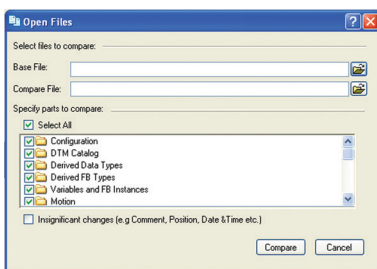 Open Files
Select files to compare:
Base File:
Compare File:
Specify parts to compare:
Select All
Configuration
DTM Catalog
Derived Data Types
Derived FB Types
Variables and FB Instances
Motion
Insignificant changes (e.g Comment, Position, Date &Time etc.)
Compare
Cancel